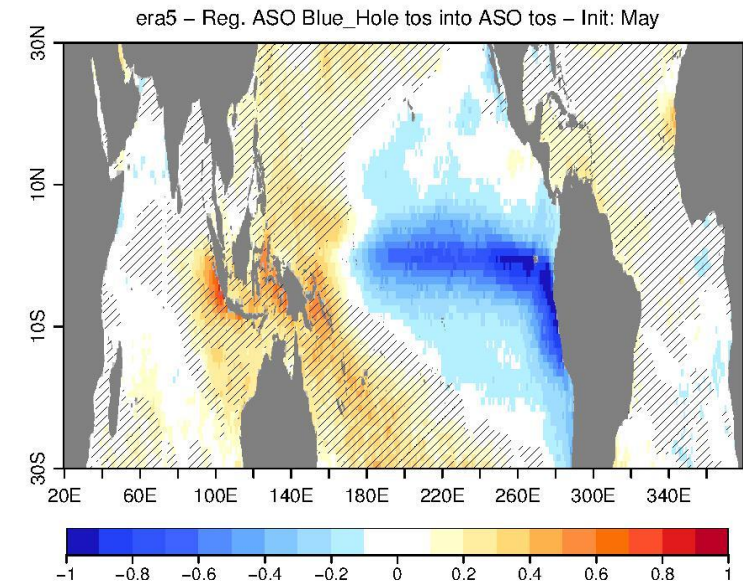 era5 – Reg. ASO Blue_Hole tos into ASO tos – Init: May
30N
10N
10S
30S
20E 60E 100E 140E 180E 220E 260E 300E 340E
−1 −0.8 −0.6 −0.4 −0.2 0 0.2 0.4 0.6 0.8 1